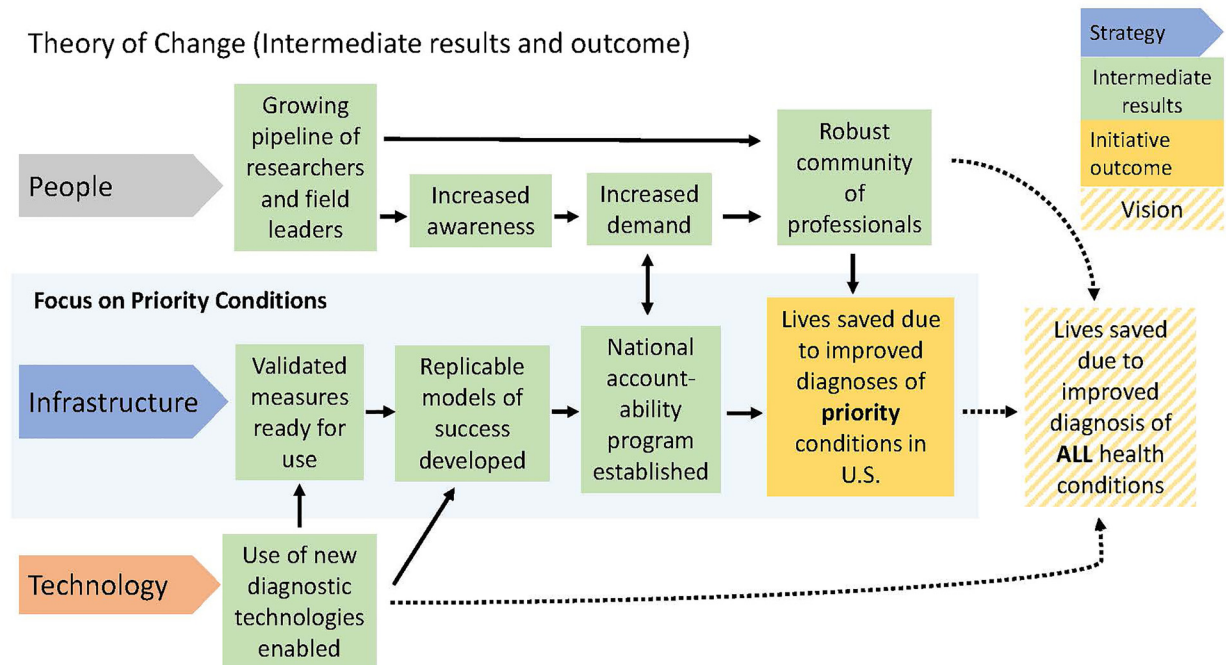 Theory of Change (Intermediate results and outcome)
Strategy
Intermediate
results
Initiative
outcome
Vision
People
Growing
pipeline of
researchers
and field
leaders
Increased
awareness
Increased
demand
Robust
community
of
professionals
Focus on Priority Conditions
Infrastructure
Validated
measures
ready for
use
Replicable
models of
success
developed
National
account-
ability
program
established
Lives saved due
to improved
diagnoses of
priority
conditions in
U.S.
Lives saved
due to
improved
diagnosis of
ALL health
conditions
Technology
Use of new
diagnostic
technologies
enabled